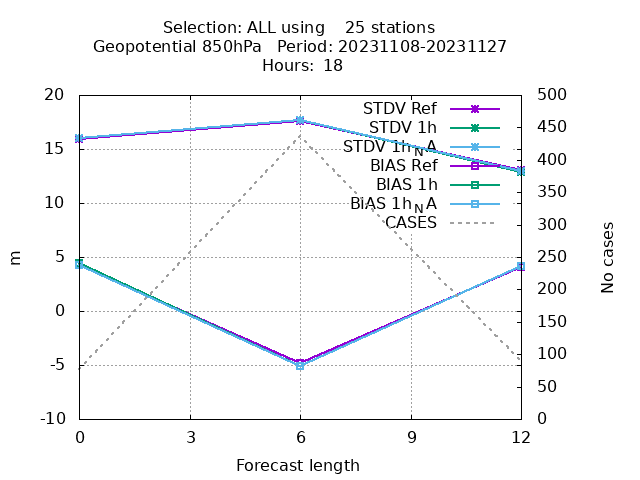 Selection: ALL using    25 stations
Geopotential 850hPa   Period: 20231108-20231127
Hours: 18
STDV Ref
STDV 1h
STDV 1h_NA
BIAS Ref
BIAS 1h
BIAS 1h_NA
CASES
20
15
10
5
0
-5
-10
m
500
450
400
350
300
250
200
150
100
50
0
No cases
0 3 6 9 12
Forecast length